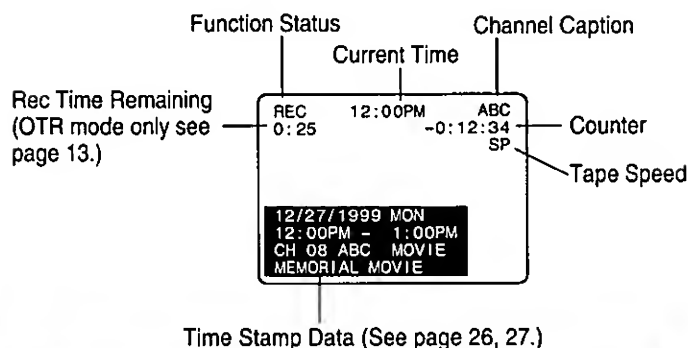 Function Status
Channel Caption
Current Time
Rec Time Remaining
(OTR mode only see
page 13.)
REC 12:00PM ABC
0:25 -0:12:34
SP
Counter
Tape Speed
12/27/1999 MON
12:00PM - 1:00PM
CH 08 ABC MOVIE
MEMORIAL MOVIE
Time Stamp Data (See page 26, 27.)